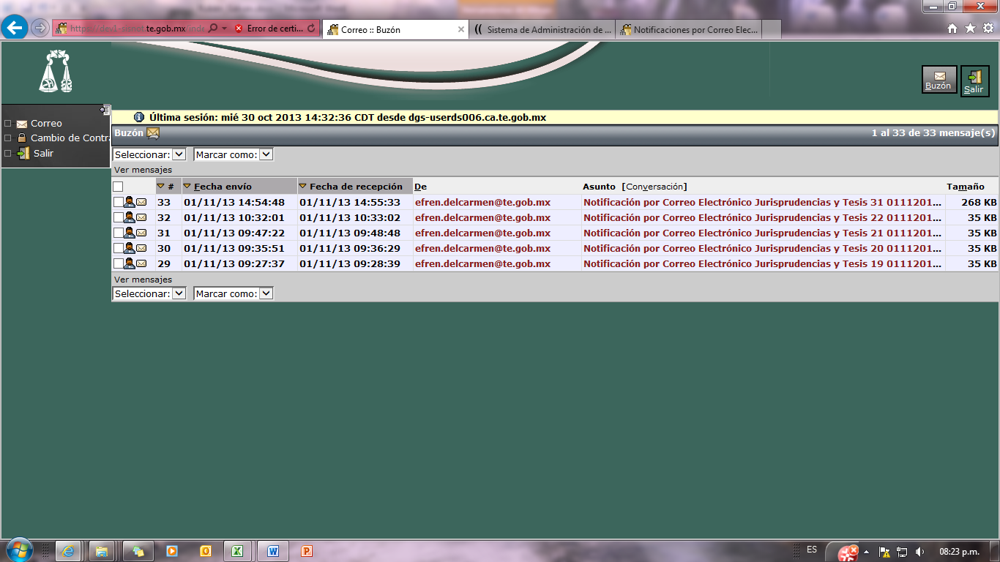 https://dev1-sisnot.te.gob.mx/inde Error de certi... Correo :: Buzón Sistema de Administración de ... Notificaciones por Correo Elec...
Buzón Salir
Correo
Cambio de Contra
Salir
Última sesión: mié 30 oct 2013 14:32:36 CDT desde dgs-userds006.ca.te.gob.mx
Buzón 1 al 33 de 33 mensaje(s)
Seleccionar: Marcar como:
Ver mensajes
# Fecha envío Fecha de recepción De Asunto [Conversación] Tamaño
33 01/11/13 14:54:48 01/11/13 14:55:33 efren.delcarmen@te.gob.mx Notificación por Correo Electrónico Jurisprudencias y Tesis 31 0111201... 268 KB
32 01/11/13 10:32:01 01/11/13 10:33:02 efren.delcarmen@te.gob.mx Notificación por Correo Electrónico Jurisprudencias y Tesis 22 0111201... 35 KB
31 01/11/13 09:47:22 01/11/13 09:48:48 efren.delcarmen@te.gob.mx Notificación por Correo Electrónico Jurisprudencias y Tesis 21 0111201... 35 KB
30 01/11/13 09:35:51 01/11/13 09:36:29 efren.delcarmen@te.gob.mx Notificación por Correo Electrónico Jurisprudencias y Tesis 20 0111201... 35 KB
29 01/11/13 09:27:37 01/11/13 09:28:39 efren.delcarmen@te.gob.mx Notificación por Correo Electrónico Jurisprudencias y Tesis 19 0111201... 35 KB
Ver mensajes
Seleccionar: Marcar como:
ES 08:23 p.m.